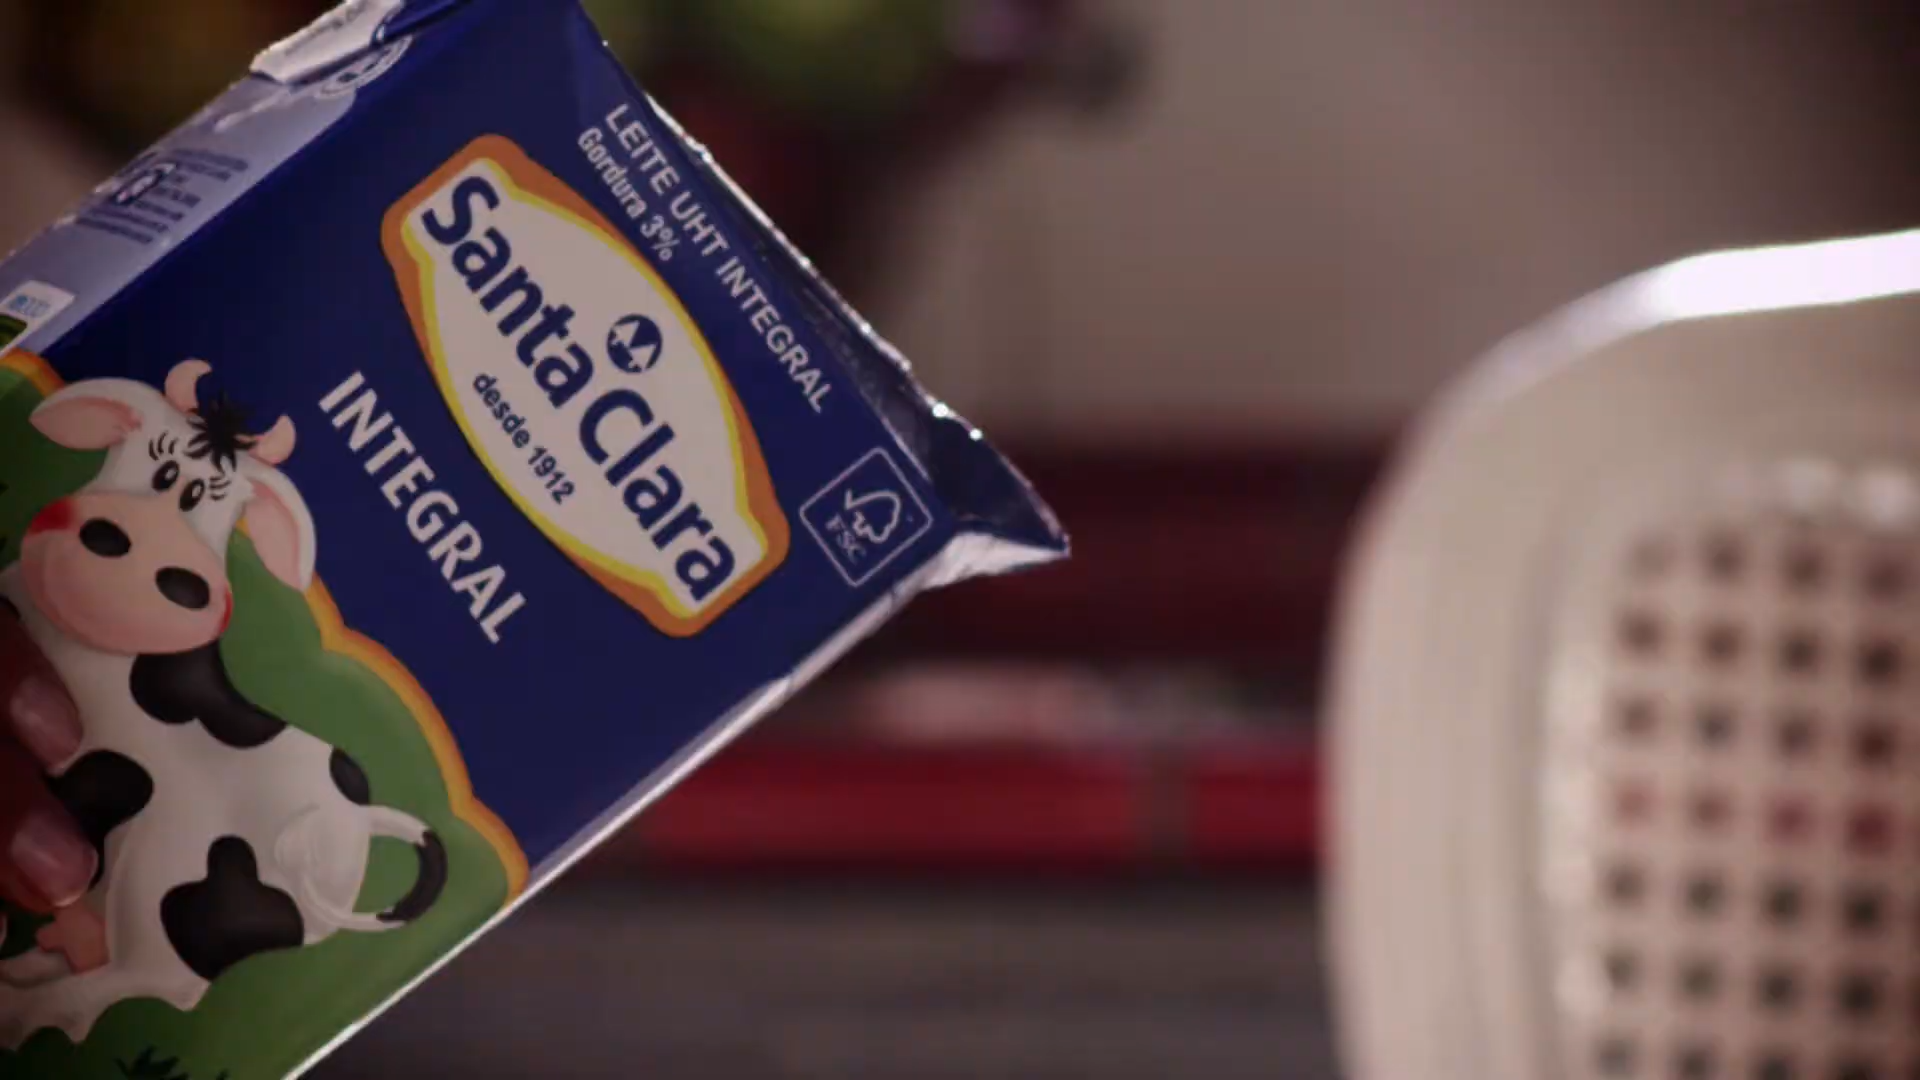 LEITE UHT INTEGRAL
Gordura 3%
Santa Clara
desde 1912
INTEGRAL
FSC